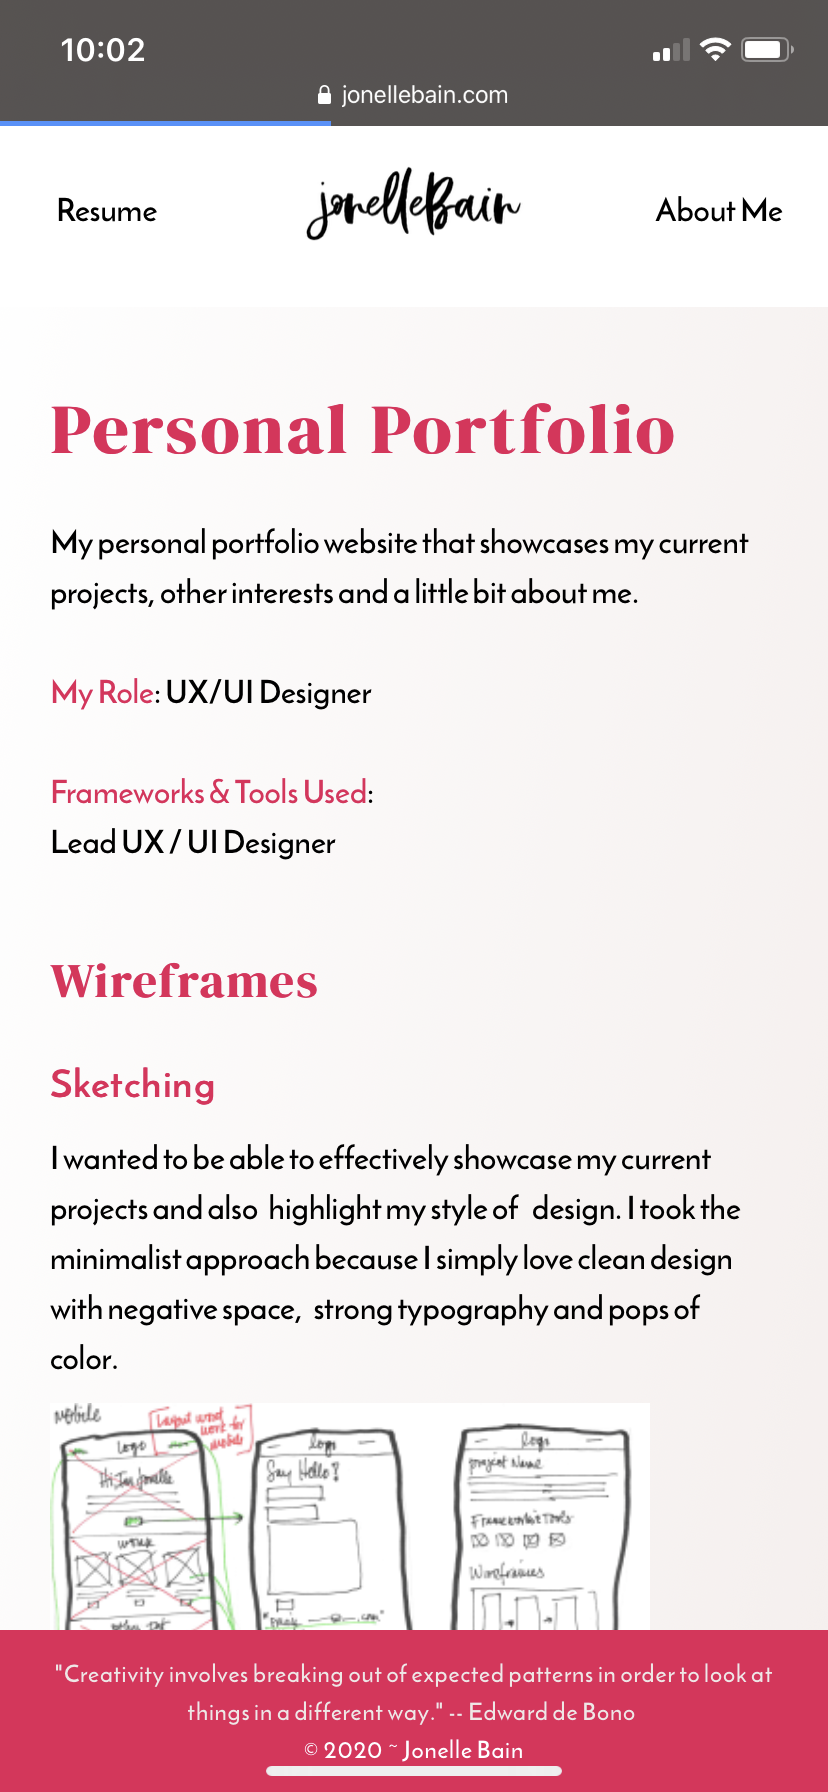 10:02
jonellebain.com
Resume
jonelleBain
About Me
Personal Portfolio
My personal portfolio website that showcases my current
projects, other interests and a little bit about me.
My Role: UX/UI Designer
Frameworks & Tools Used:
Lead UX / UI Designer
Wireframes
Sketching
I wanted to be able to effectively showcase my current
projects and also highlight my style of design. I took the
minimalist approach because I simply love clean design
with negative space, strong typography and pops of
color.
Mobile
Layout
work for
mobile
logo
logo
logo
Hi, I'm Jonelle
Say Hello!
project Name
Frameworks & Tools
work
Wireframes
"Creativity involves breaking out of expected patterns in order to look at
things in a different way." -- Edward de Bono
© 2020 ~ Jonelle Bain